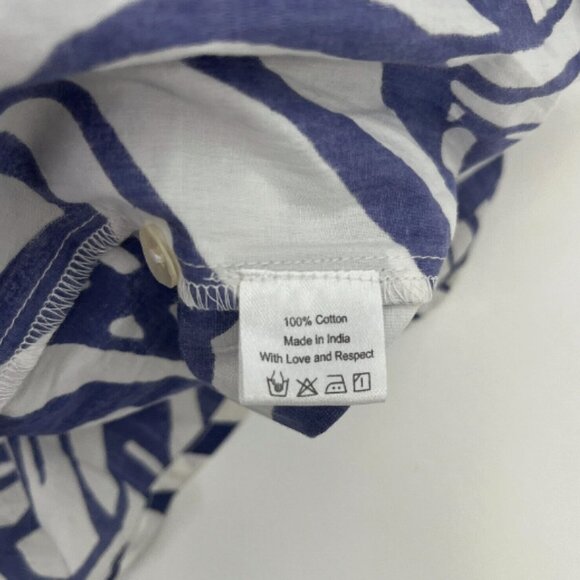 100% Cotton
Made in India
With Love and Respect